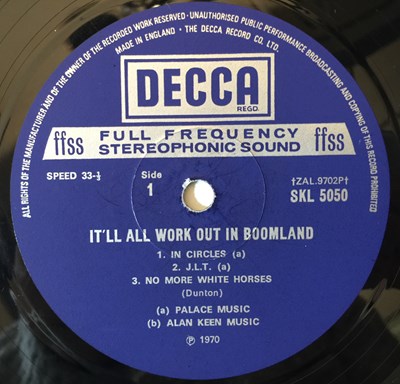 ALL RIGHTS OF THE MANUFACTURER AND OF THE OWNER OF THE RECORDED WORK RESERVED · UNAUTHORISED PUBLIC PERFORMANCE BROADCASTING AND COPYING OF THIS RECORD PROHIBITED
MADE IN ENGLAND · THE DECCA RECORD CO. LTD.
DECCA
REGD.
ffss FULL FREQUENCY STEREOPHONIC SOUND ffss
SPEED 33-⅓
Side 1
†ZAL.9702P†
SKL 5050
IT'LL ALL WORK OUT IN BOOMLAND
1. IN CIRCLES (a)
2. J.L.T. (a)
3. NO MORE WHITE HORSES
(Dunton)
(a) PALACE MUSIC
(b) ALAN KEEN MUSIC
Ⓟ 1970